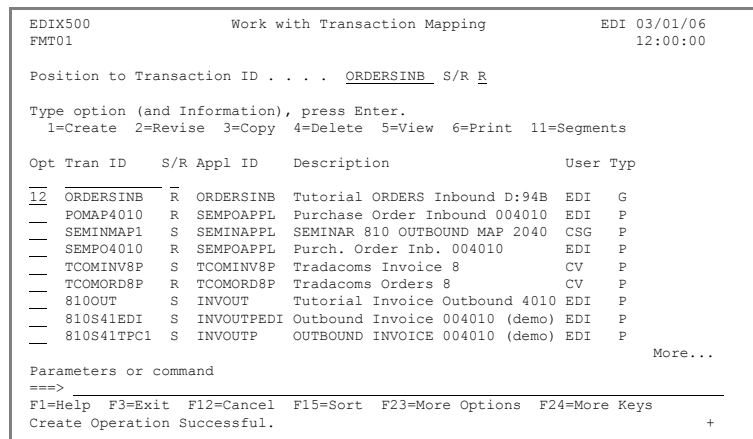 EDIX500 Work with Transaction Mapping EDI 03/01/06
FMT01 12:00:00
Position to Transaction ID . . . . ORDERSINB S/R R
Type option (and Information), press Enter.
1=Create 2=Revise 3=Copy 4=Delete 5=View 6=Print 11=Segments
Opt Tran ID S/R Appl ID Description User Typ
12 ORDERSINB R ORDERSINB Tutorial ORDERS Inbound D:94B EDI G
POMAP4010 R SEMPOAPPL Purchase Order Inbound 004010 EDI P
SEMINMAP1 S SEMINAPPL SEMINAR 810 OUTBOUND MAP 2040 CSG P
SEMPO4010 R SEMPOAPPL Purch. Order Inb. 004010 EDI P
TCOMINV8P S TCOMINV8P Tradacoms Invoice 8 CV P
TCOMORD8P R TCOMORD8P Tradacoms Orders 8 CV P
810OUT S INVOUT Tutorial Invoice Outbound 4010 EDI P
810S41EDI S INVOUTPEDI Outbound Invoice 004010 (demo) EDI P
810S41TPC1 S INVOUTP OUTBOUND INVOICE 004010 (demo) EDI P
More...
Parameters or command
===>
F1=Help F3=Exit F12=Cancel F15=Sort F23=More Options F24=More Keys
Create Operation Successful. +